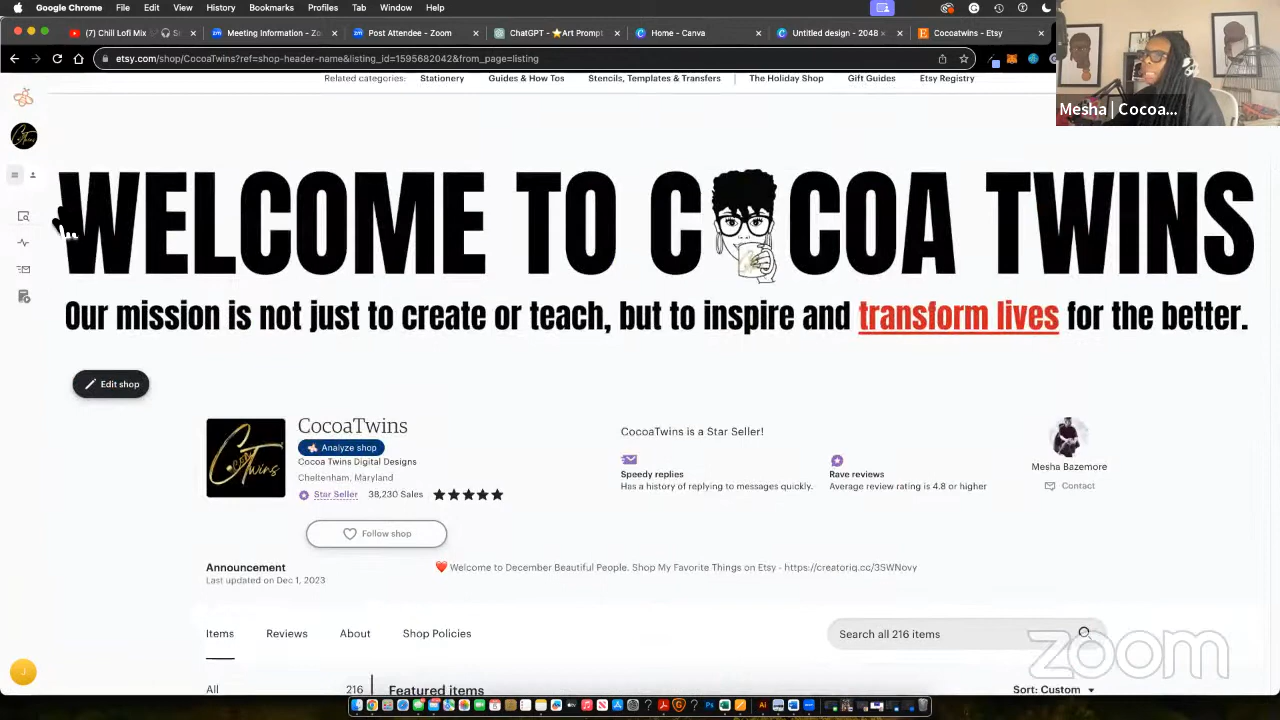 Google Chrome File Edit View History Bookmarks Profiles Tab Window Help
(7) Chill Lofi Mix
Meeting Information - Zo
Post Attendee - Zoom
ChatGPT - ⭐Art Prompt
Home - Canva
Untitled design - 2048 x
Cocoatwins - Etsy
etsy.com/shop/CocoaTwins?ref=shop-header-name&listing_id=1595682042&from_page=listing
Related categories: Stationery Guides & How Tos Stencils, Templates & Transfers The Holiday Shop Gift Guides Etsy Registry
Mesha | Cocoa...
WELCOME TO COCOA TWINS
Our mission is not just to create or teach, but to inspire and transform lives for the better.
Edit shop
Cocoa Twins
CocoaTwins
Analyze shop
Cocoa Twins Digital Designs
Cheltenham, Maryland
Star Seller 38,230 Sales ★★★★★
Follow shop
CocoaTwins is a Star Seller!
Speedy replies
Has a history of replying to messages quickly.
Rave reviews
Average review rating is 4.8 or higher
Mesha Bazemore
Contact
Announcement
Last updated on Dec 1, 2023
❤️ Welcome to December Beautiful People. Shop My Favorite Things on Etsy - https://creatoriq.cc/3SWNovy
Items Reviews About Shop Policies
Search all 216 items
All 216
Featured items
Sort: Custom
J
zoom